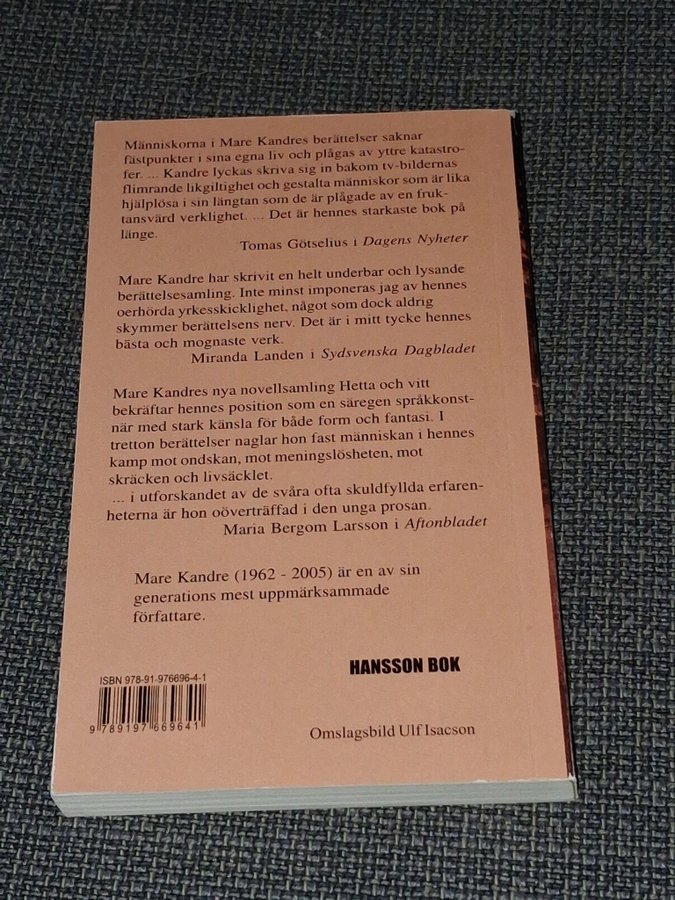 Människorna i Mare Kandres berättelser saknar
fästpunkter i sina egna liv och plågas av yttre katastro-
fer. ... Kandre lyckas skriva sig in bakom tv-bildernas
flimrande likgiltighet och gestalta människor som är lika
hjälplösa i sin längtan som de är plågade av en fruk-
tansvärd verklighet. ... Det är hennes starkaste bok på
länge.
Tomas Götselius i Dagens Nyheter
Mare Kandre har skrivit en helt underbar och lysande
berättelsesamling. Inte minst imponeras jag av hennes
oerhörda yrkesskicklighet, något som dock aldrig
skymmer berättelsens nerv. Det är i mitt tycke hennes
bästa och mognaste verk.
Miranda Landen i Sydsvenska Dagbladet
Mare Kandres nya novellsamling Hetta och vitt
bekräftar hennes position som en säregen språkkonst-
när med stark känsla för både form och fantasi. I
tretton berättelser naglar hon fast människan i hennes
kamp mot ondskan, mot meningslösheten, mot
skräcken och livsäcklet.
... i utforskandet av de svåra ofta skuldfyllda erfaren-
heterna är hon oöverträffad i den unga prosan.
Maria Bergom Larsson i Aftonbladet
Mare Kandre (1962 - 2005) är en av sin
generations mest uppmärksammade
författare.
HANSSON BOK
ISBN 978-91-976696-4-1
9 789197 669641
Omslagsbild Ulf Isacson